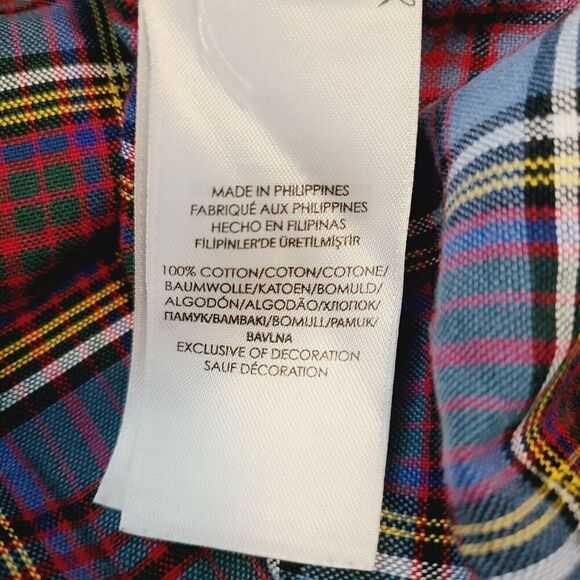 MADE IN PHILIPPINES
FABRIQUÉ AUX PHILIPPINES
HECHO EN FILIPINAS
FİLİPİNLER'DE ÜRETİLMİŞTİR
100% COTTON/COTON/COTONE/
BAUMWOLLE/KATOEN/BOMULD/
ALGODÓN/ALGODÃO/ХЛОПОК/
ПАМУК/ΒΑΜΒΑΚΙ/BOMULL/PAMUK/
BAVLNA
EXCLUSIVE OF DECORATION
SAUF DÉCORATION